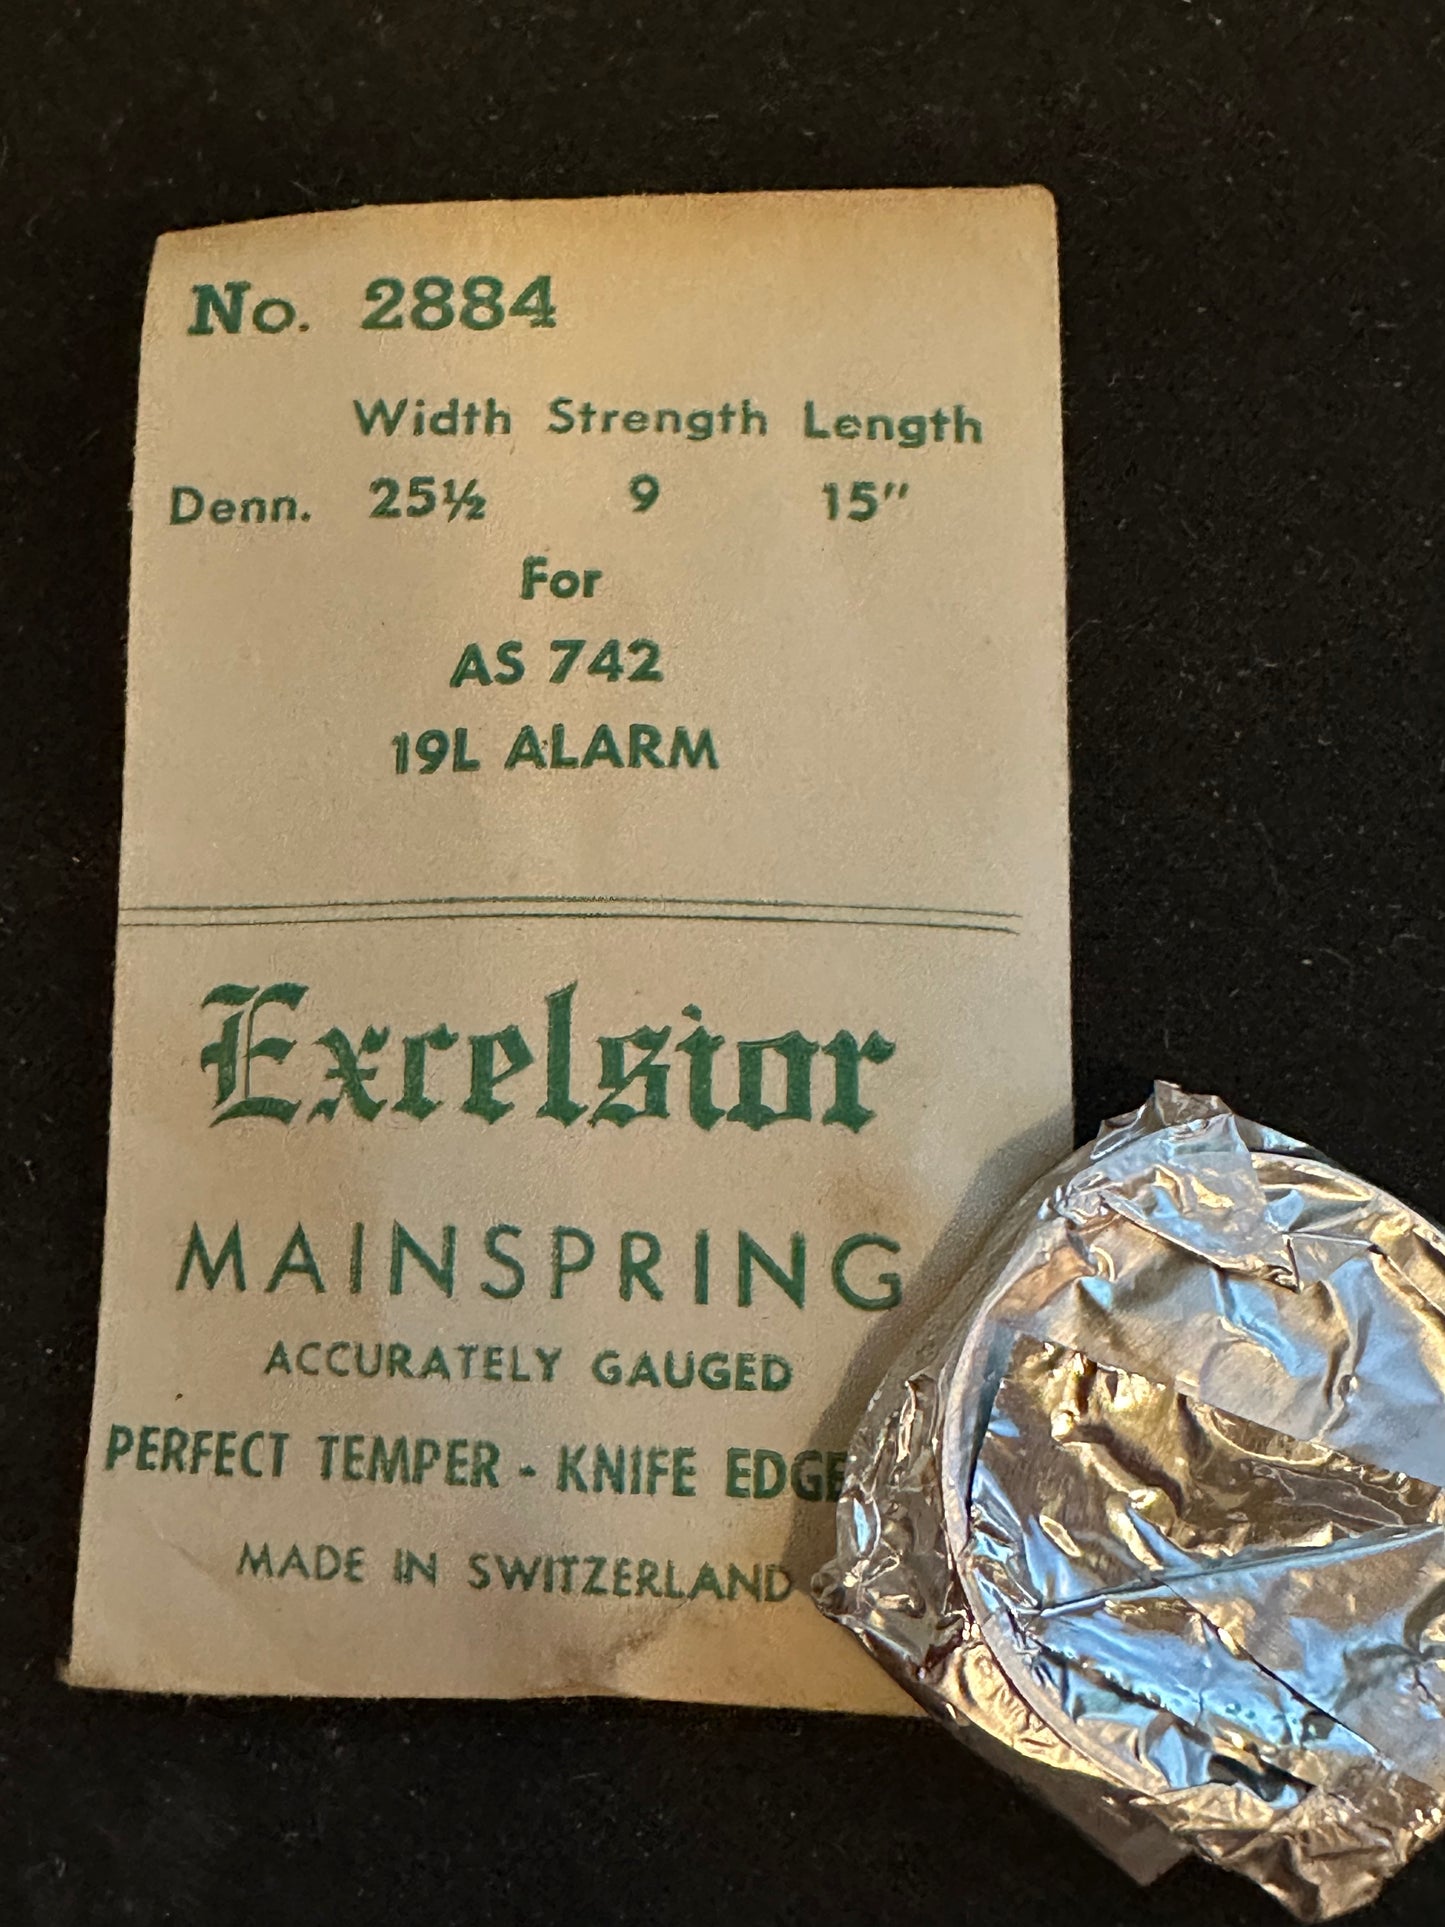 No. 2884
Width Strength Length
Denn. 25½ 9 15″
For
AS 742
19L ALARM
Excelsior
MAINSPRING
ACCURATELY GAUGED
PERFECT TEMPER - KNIFE EDGE
MADE IN SWITZERLAND